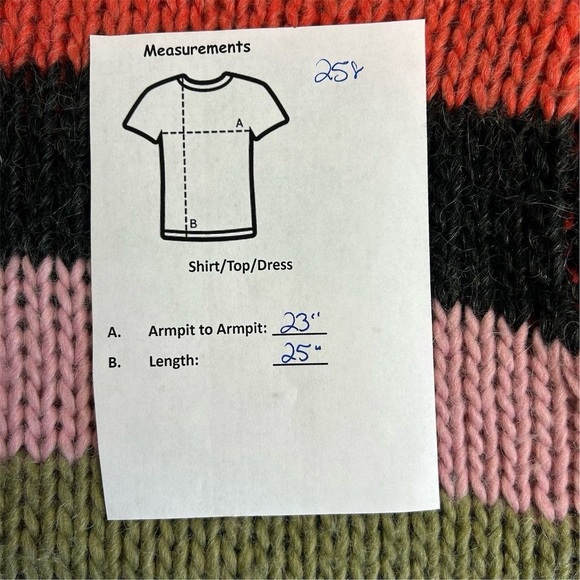 Measurements
258
A
B
Shirt/Top/Dress
A. Armpit to Armpit: 23"
B. Length: 25"